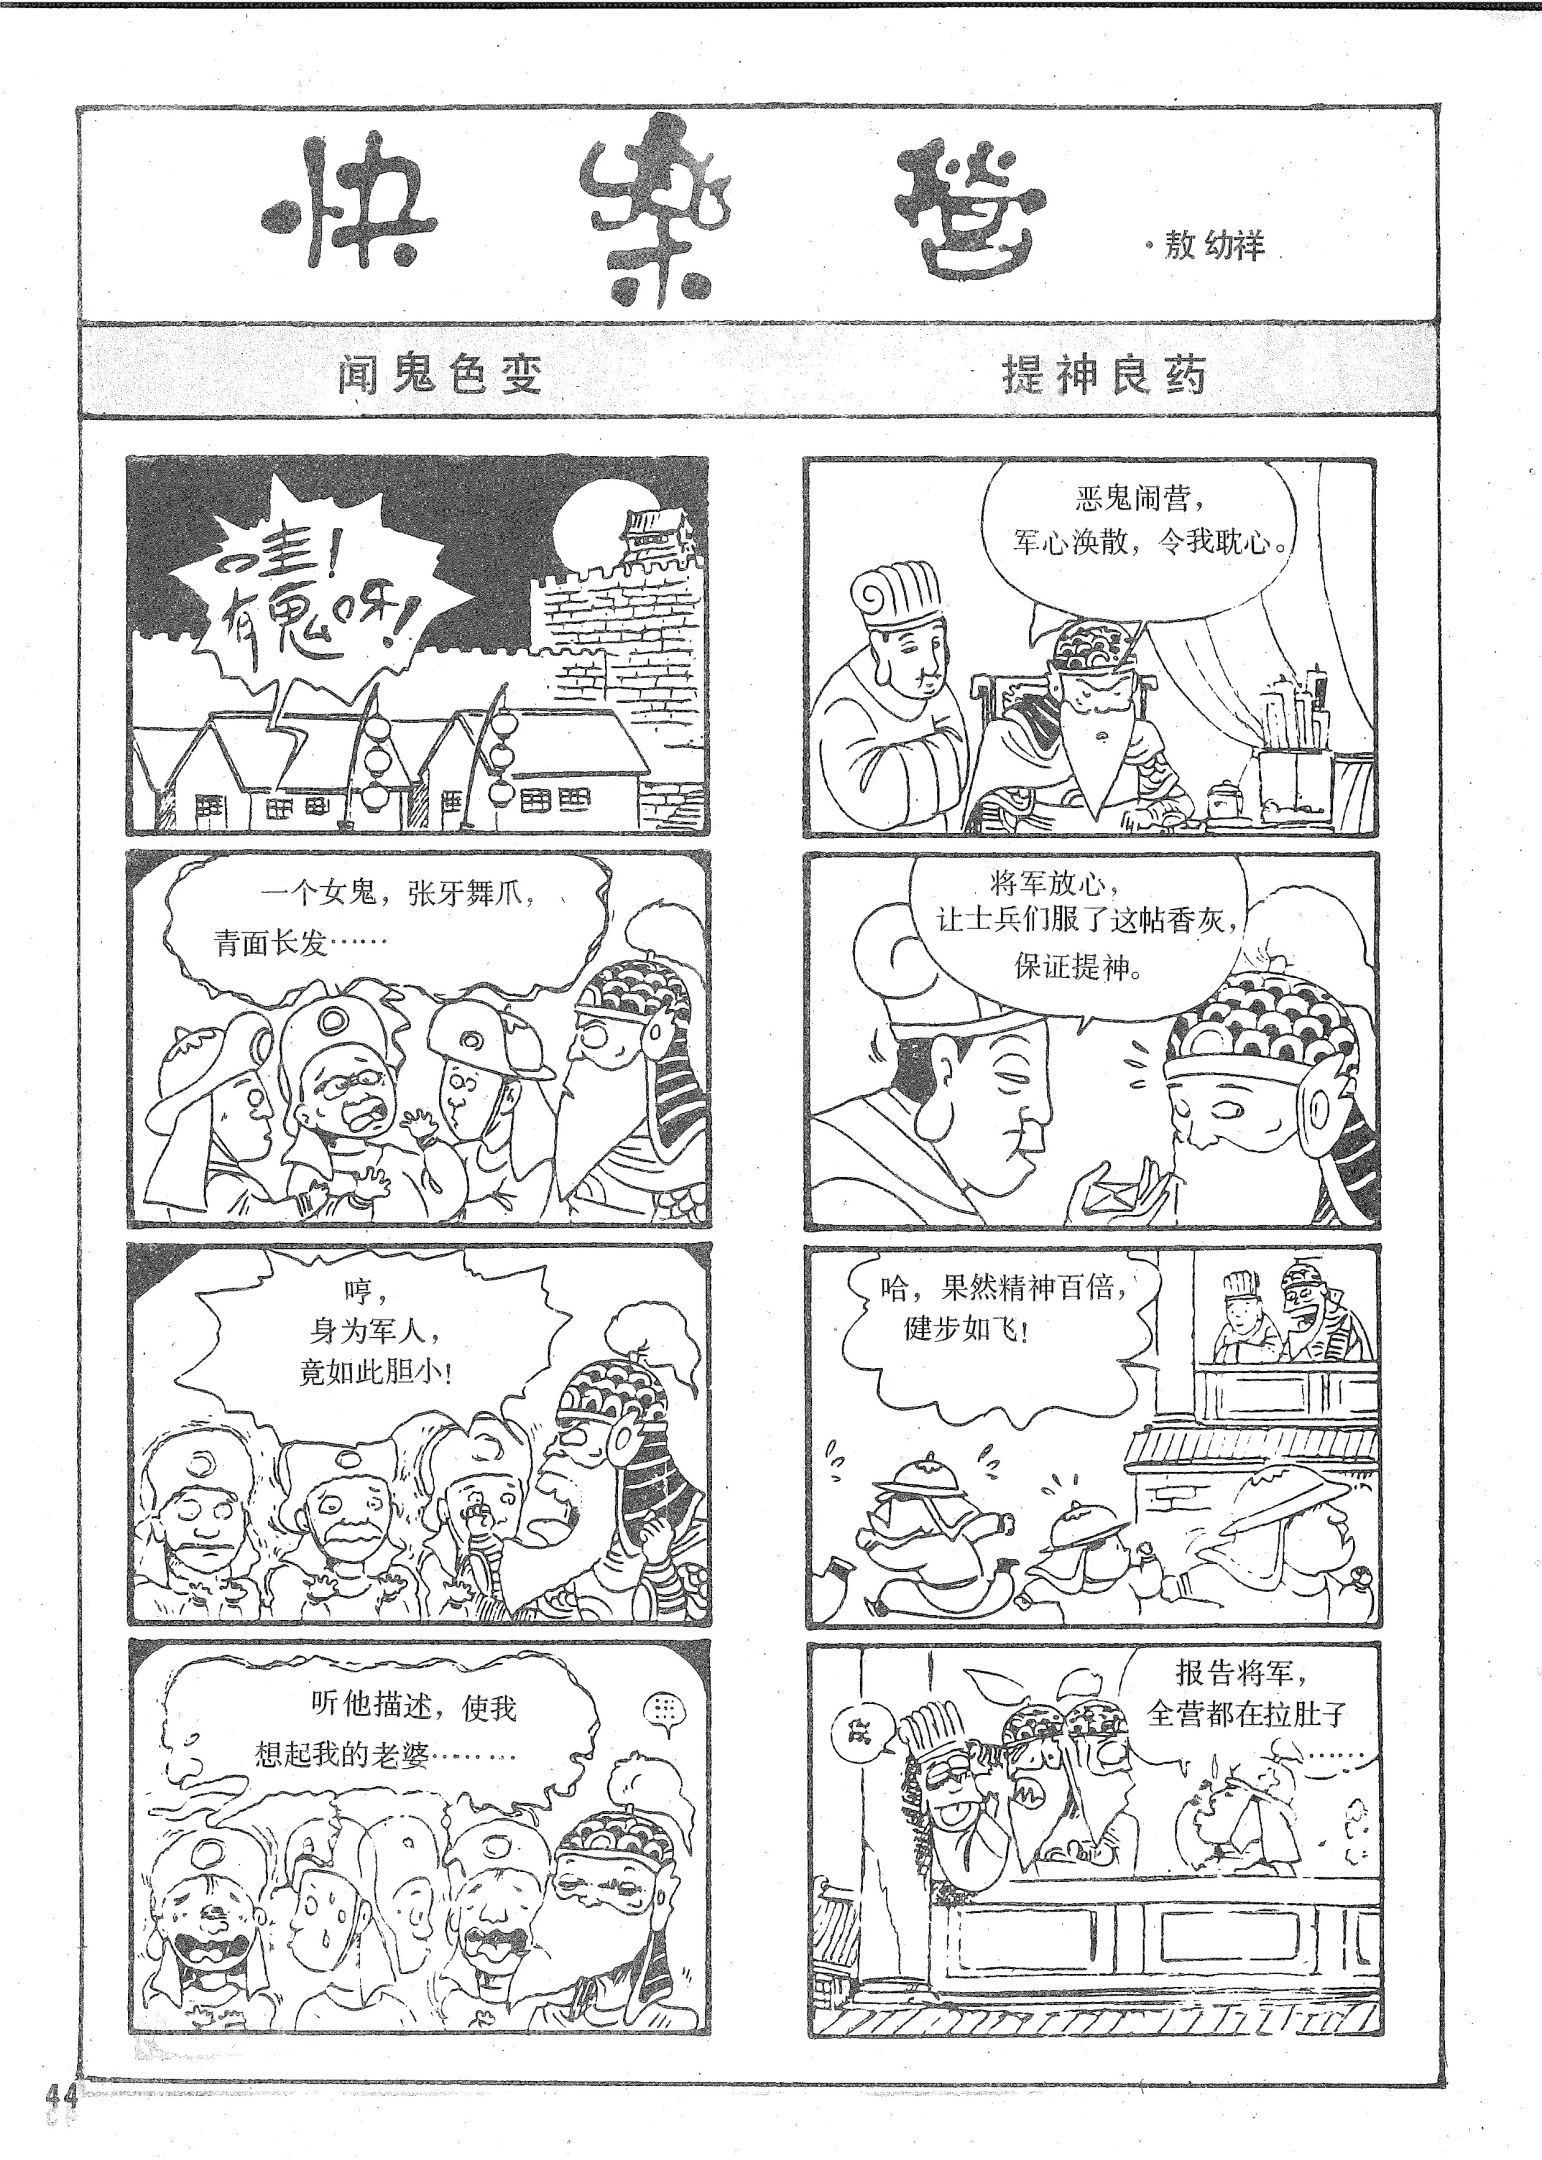 快乐营
·敖幼祥
闻鬼色变
哇！
有鬼呀！
一个女鬼，张牙舞爪，
青面长发……
哼，
身为军人，
竟如此胆小！
听他描述，使我
想起我的老婆………
提神良药
恶鬼闹营，
军心涣散，令我耽心。
将军放心，
让士兵们服了这帖香灰，
保证提神。
哈，果然精神百倍，
健步如飞！
报告将军，
全营都在拉肚子
……
44